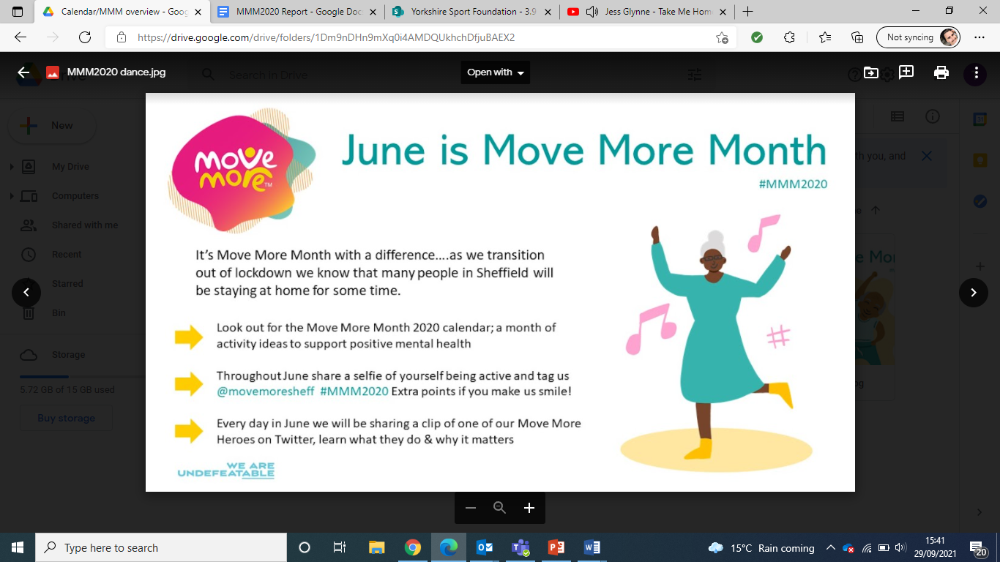 Calendar/MMM overview - Goog
MMM2020 Report - Google Doc
Yorkshire Sport Foundation - 3.9
Jess Glynne - Take Me Hom
https://drive.google.com/drive/folders/1Dm9nDHn9mXq0i4AMDQUkhchDfjuBAEX2
Not syncing
MMM2020 dance.jpg
Search in Drive
Open with
New
My Drive
Computers
Shared with me
Recent
Starred
Bin
Storage
5.72 GB of 15 GB used
Buy storage
th you, and
move
more
TM
June is Move More Month
#MMM2020
It's Move More Month with a difference....as we transition
out of lockdown we know that many people in Sheffield will
be staying at home for some time.
Look out for the Move More Month 2020 calendar; a month of
activity ideas to support positive mental health
Throughout June share a selfie of yourself being active and tag us
@movemoresheff #MMM2020 Extra points if you make us smile!
Every day in June we will be sharing a clip of one of our Move More
Heroes on Twitter, learn what they do & why it matters
WE ARE
UNDEFEATABLE
Type here to search
15°C Rain coming
15:41
29/09/2021
20